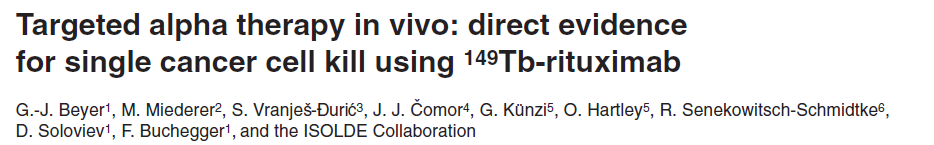 Targeted alpha therapy in vivo: direct evidence
for single cancer cell kill using ¹⁴⁹Tb-rituximab
G.-J. Beyer¹, M. Miederer², S. Vranješ-Đurić³, J. J. Čomor⁴, G. Künzi⁵, O. Hartley⁵, R. Senekowitsch-Schmidtke⁶,
D. Soloviev¹, F. Buchegger¹, and the ISOLDE Collaboration